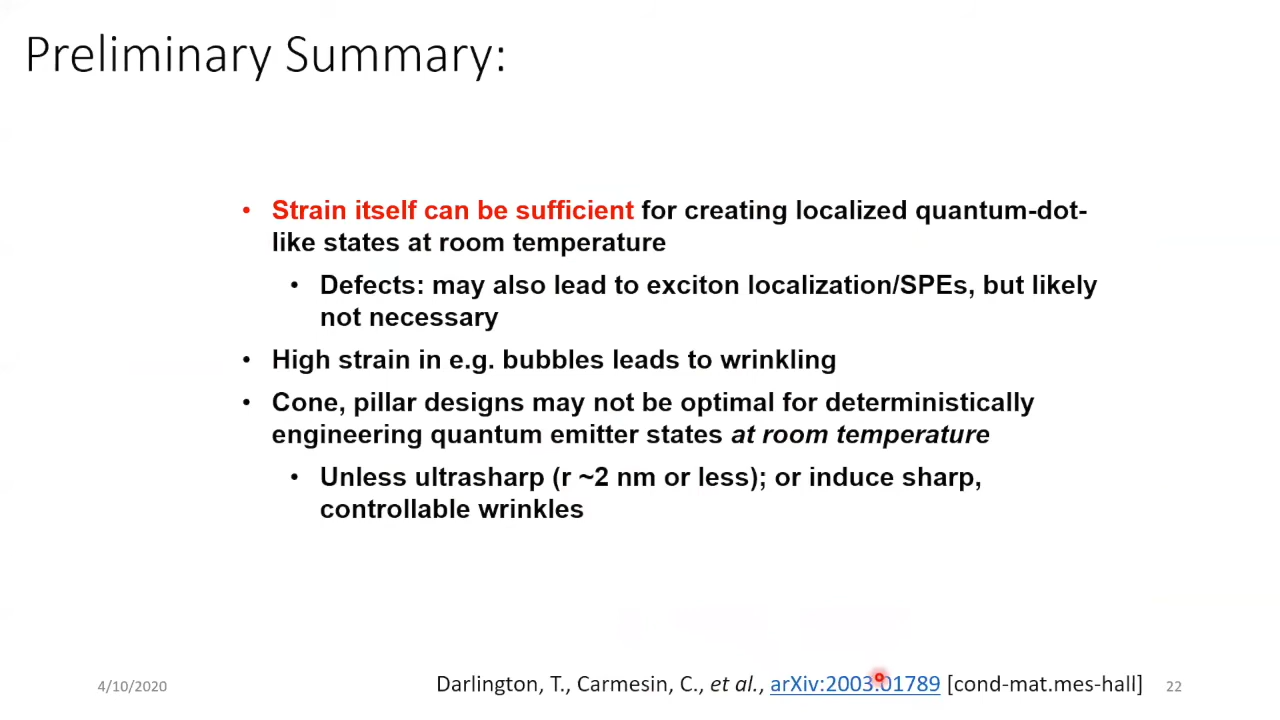 Preliminary Summary:
• Strain itself can be sufficient for creating localized quantum-dot-
like states at room temperature
• Defects: may also lead to exciton localization/SPEs, but likely
not necessary
• High strain in e.g. bubbles leads to wrinkling
• Cone, pillar designs may not be optimal for deterministically
engineering quantum emitter states at room temperature
• Unless ultrasharp (r ~2 nm or less); or induce sharp,
controllable wrinkles
4/10/2020
Darlington, T., Carmesin, C., et al., arXiv:2003.01789 [cond-mat.mes-hall]
22